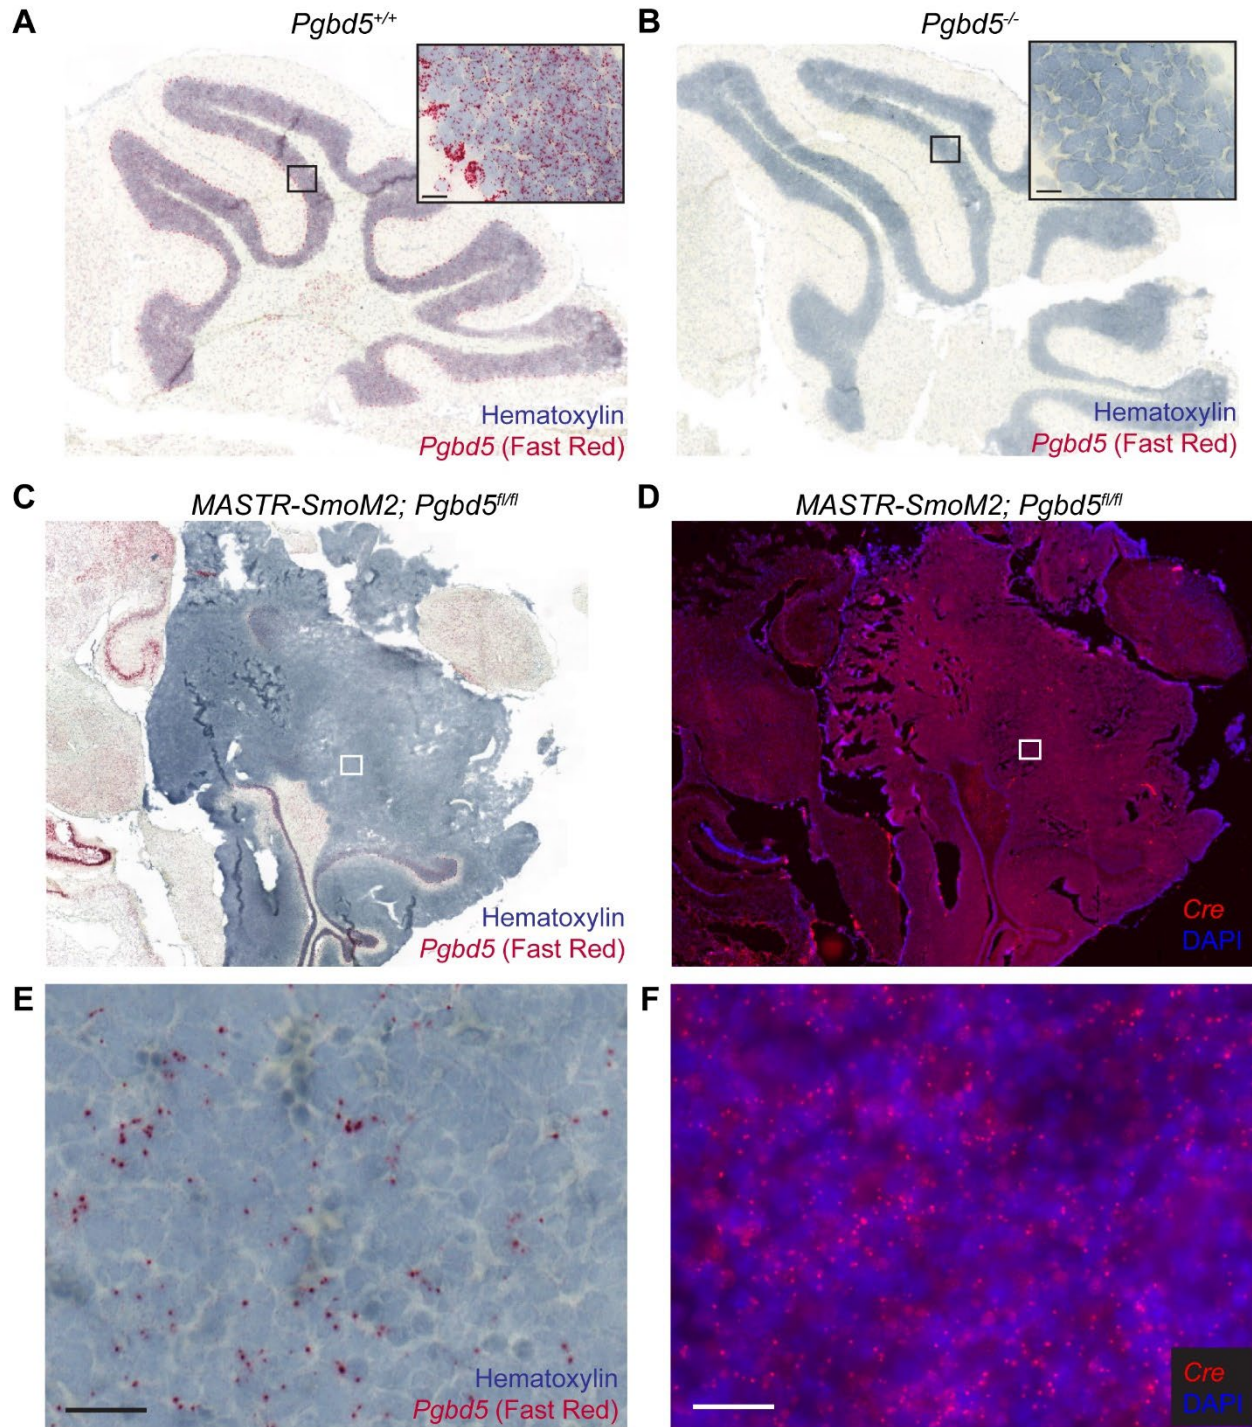 A
Pgbd5+/+
Hematoxylin
Pgbd5 (Fast Red)
B
Pgbd5-/-
Hematoxylin
Pgbd5 (Fast Red)
C
MASTR-SmoM2; Pgbd5fl/fl
Hematoxylin
Pgbd5 (Fast Red)
D
MASTR-SmoM2; Pgbd5fl/fl
Cre
DAPI
E
Hematoxylin
Pgbd5 (Fast Red)
F
Cre
DAPI